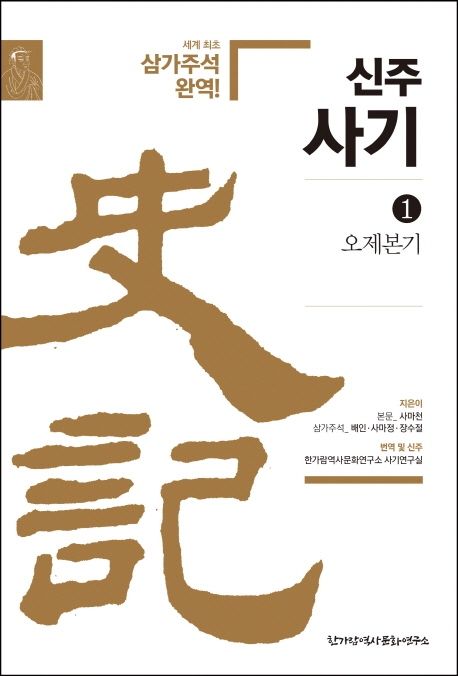 세계 최초
삼가주석
완역!
신주
사기
1
오제본기
史記
지은이
본문_ 사마천
삼가주석_ 배인·사마정·장수절
번역 및 신주
한가람역사문화연구소 사기연구실
한가람역사문화연구소